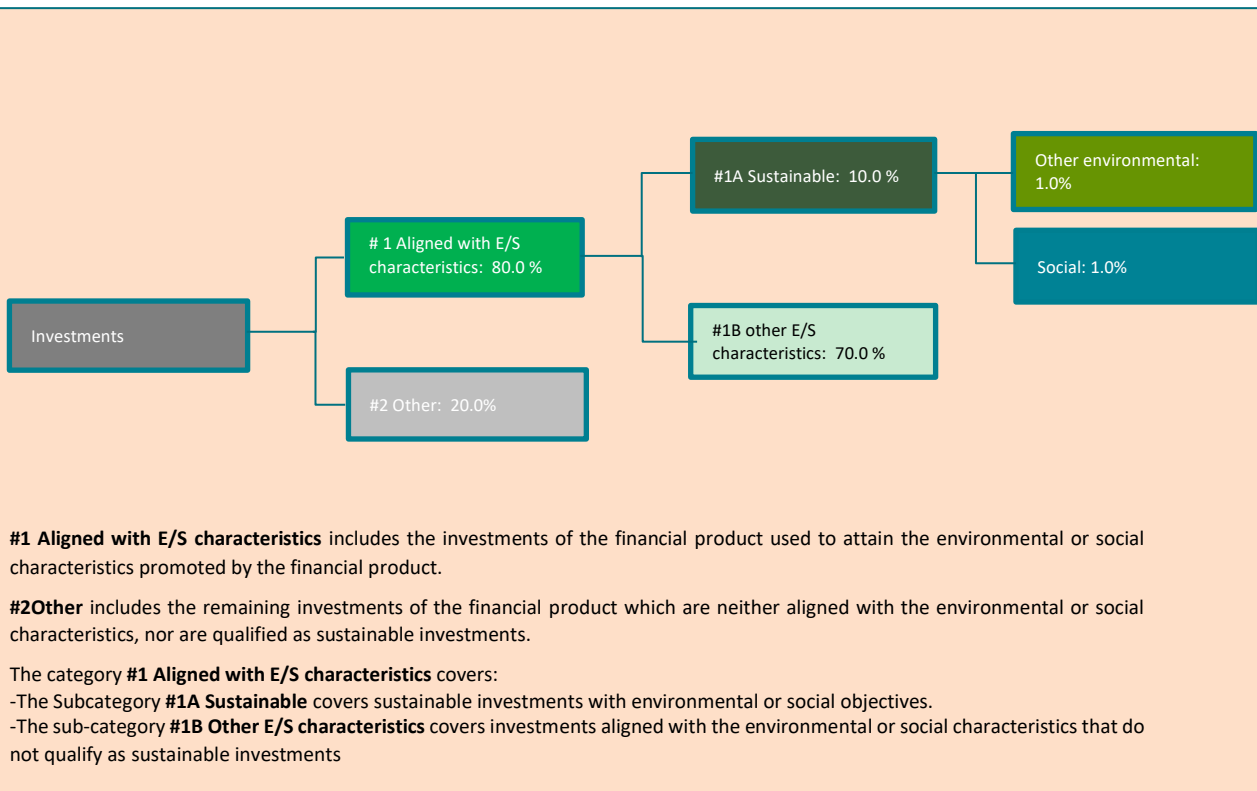 Investments
# 1 Aligned with E/S
characteristics:  80.0 %
#2 Other:  20.0%
#1A Sustainable:  10.0 %
#1B other E/S
characteristics:  70.0 %
Other environmental:
1.0%
Social: 1.0%
#1 Aligned with E/S characteristics includes the investments of the financial product used to attain the environmental or social
characteristics promoted by the financial product.
#2Other includes the remaining investments of the financial product which are neither aligned with the environmental or social
characteristics, nor are qualified as sustainable investments.
The category #1 Aligned with E/S characteristics covers:
-The Subcategory #1A Sustainable covers sustainable investments with environmental or social objectives.
-The sub-category #1B Other E/S characteristics covers investments aligned with the environmental or social characteristics that do
not qualify as sustainable investments